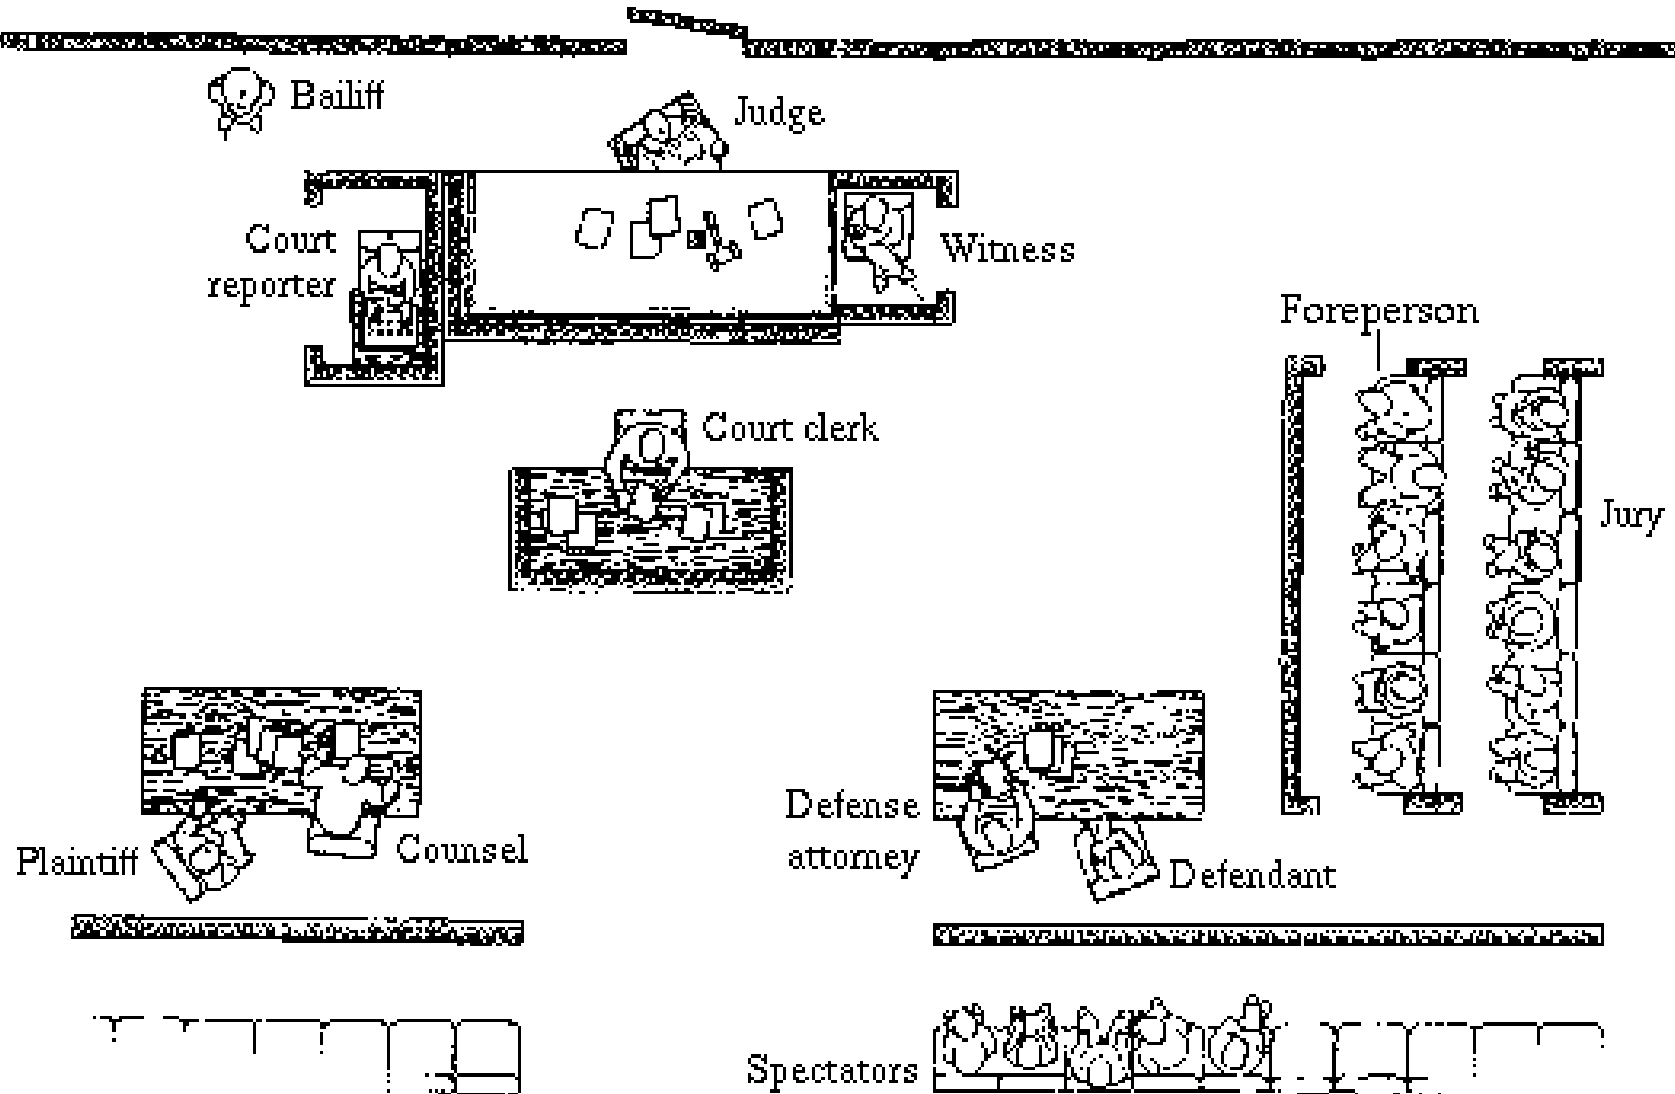 Bailiff
Judge
Court
reporter
Witness
Foreperson
Court clerk
Jury
Plaintiff
Counsel
Defense
attorney
Defendant
Spectators